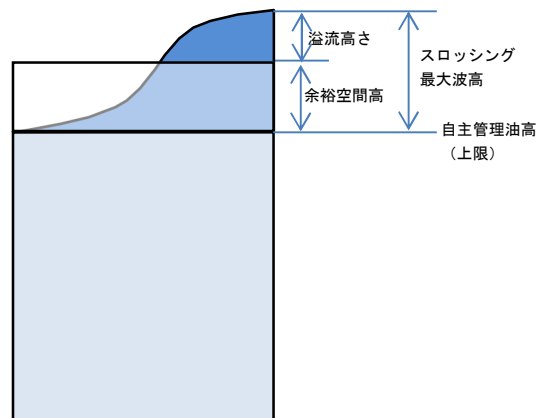 溢流高さ
スロッシング
最大波高
余裕空間高
自主管理油高
（上限）